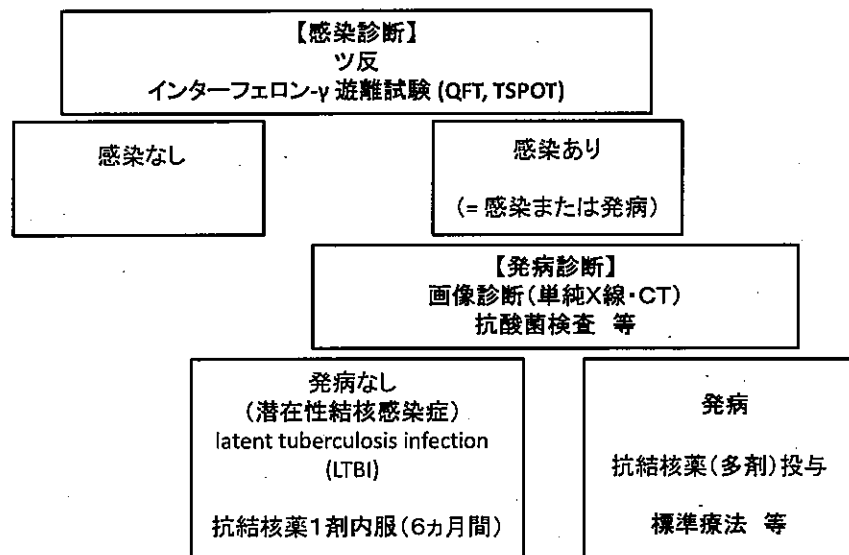 【感染診断】
ツ反
インターフェロン-γ 遊離試験 (QFT, TSPOT)
感染なし
感染あり
(= 感染または発病)
【発病診断】
画像診断(単純X線・CT)
抗酸菌検査 等
発病なし
(潜在性結核感染症)
latent tuberculosis infection
(LTBI)
抗結核薬1剤内服(6カ月間)
発病
抗結核薬(多剤)投与
標準療法 等